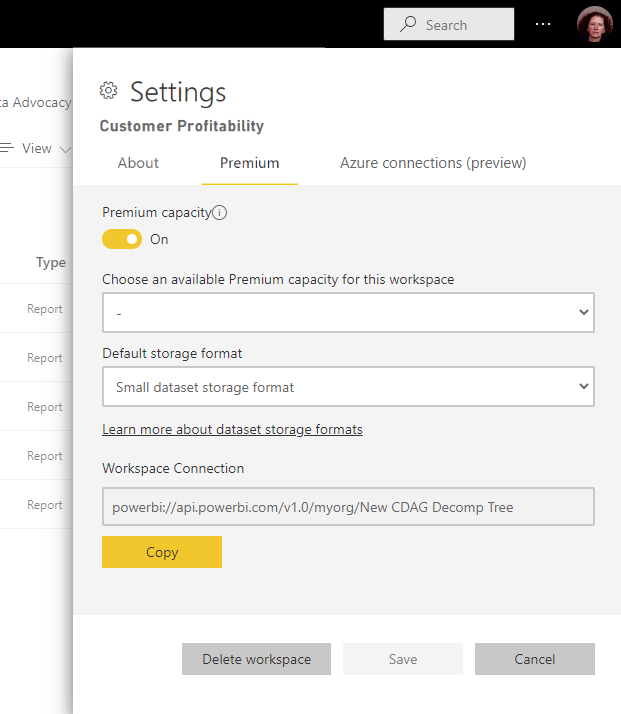 Search
...
Settings
Customer Profitability
ta Advocacy
View
About
Premium
Azure connections (preview)
Premium capacity
On
Type
Choose an available Premium capacity for this workspace
-
Report
Default storage format
Report
Small dataset storage format
Report
Learn more about dataset storage formats
Report
Workspace Connection
Report
powerbi://api.powerbi.com/v1.0/myorg/New CDAG Decomp Tree
Copy
Delete workspace
Save
Cancel